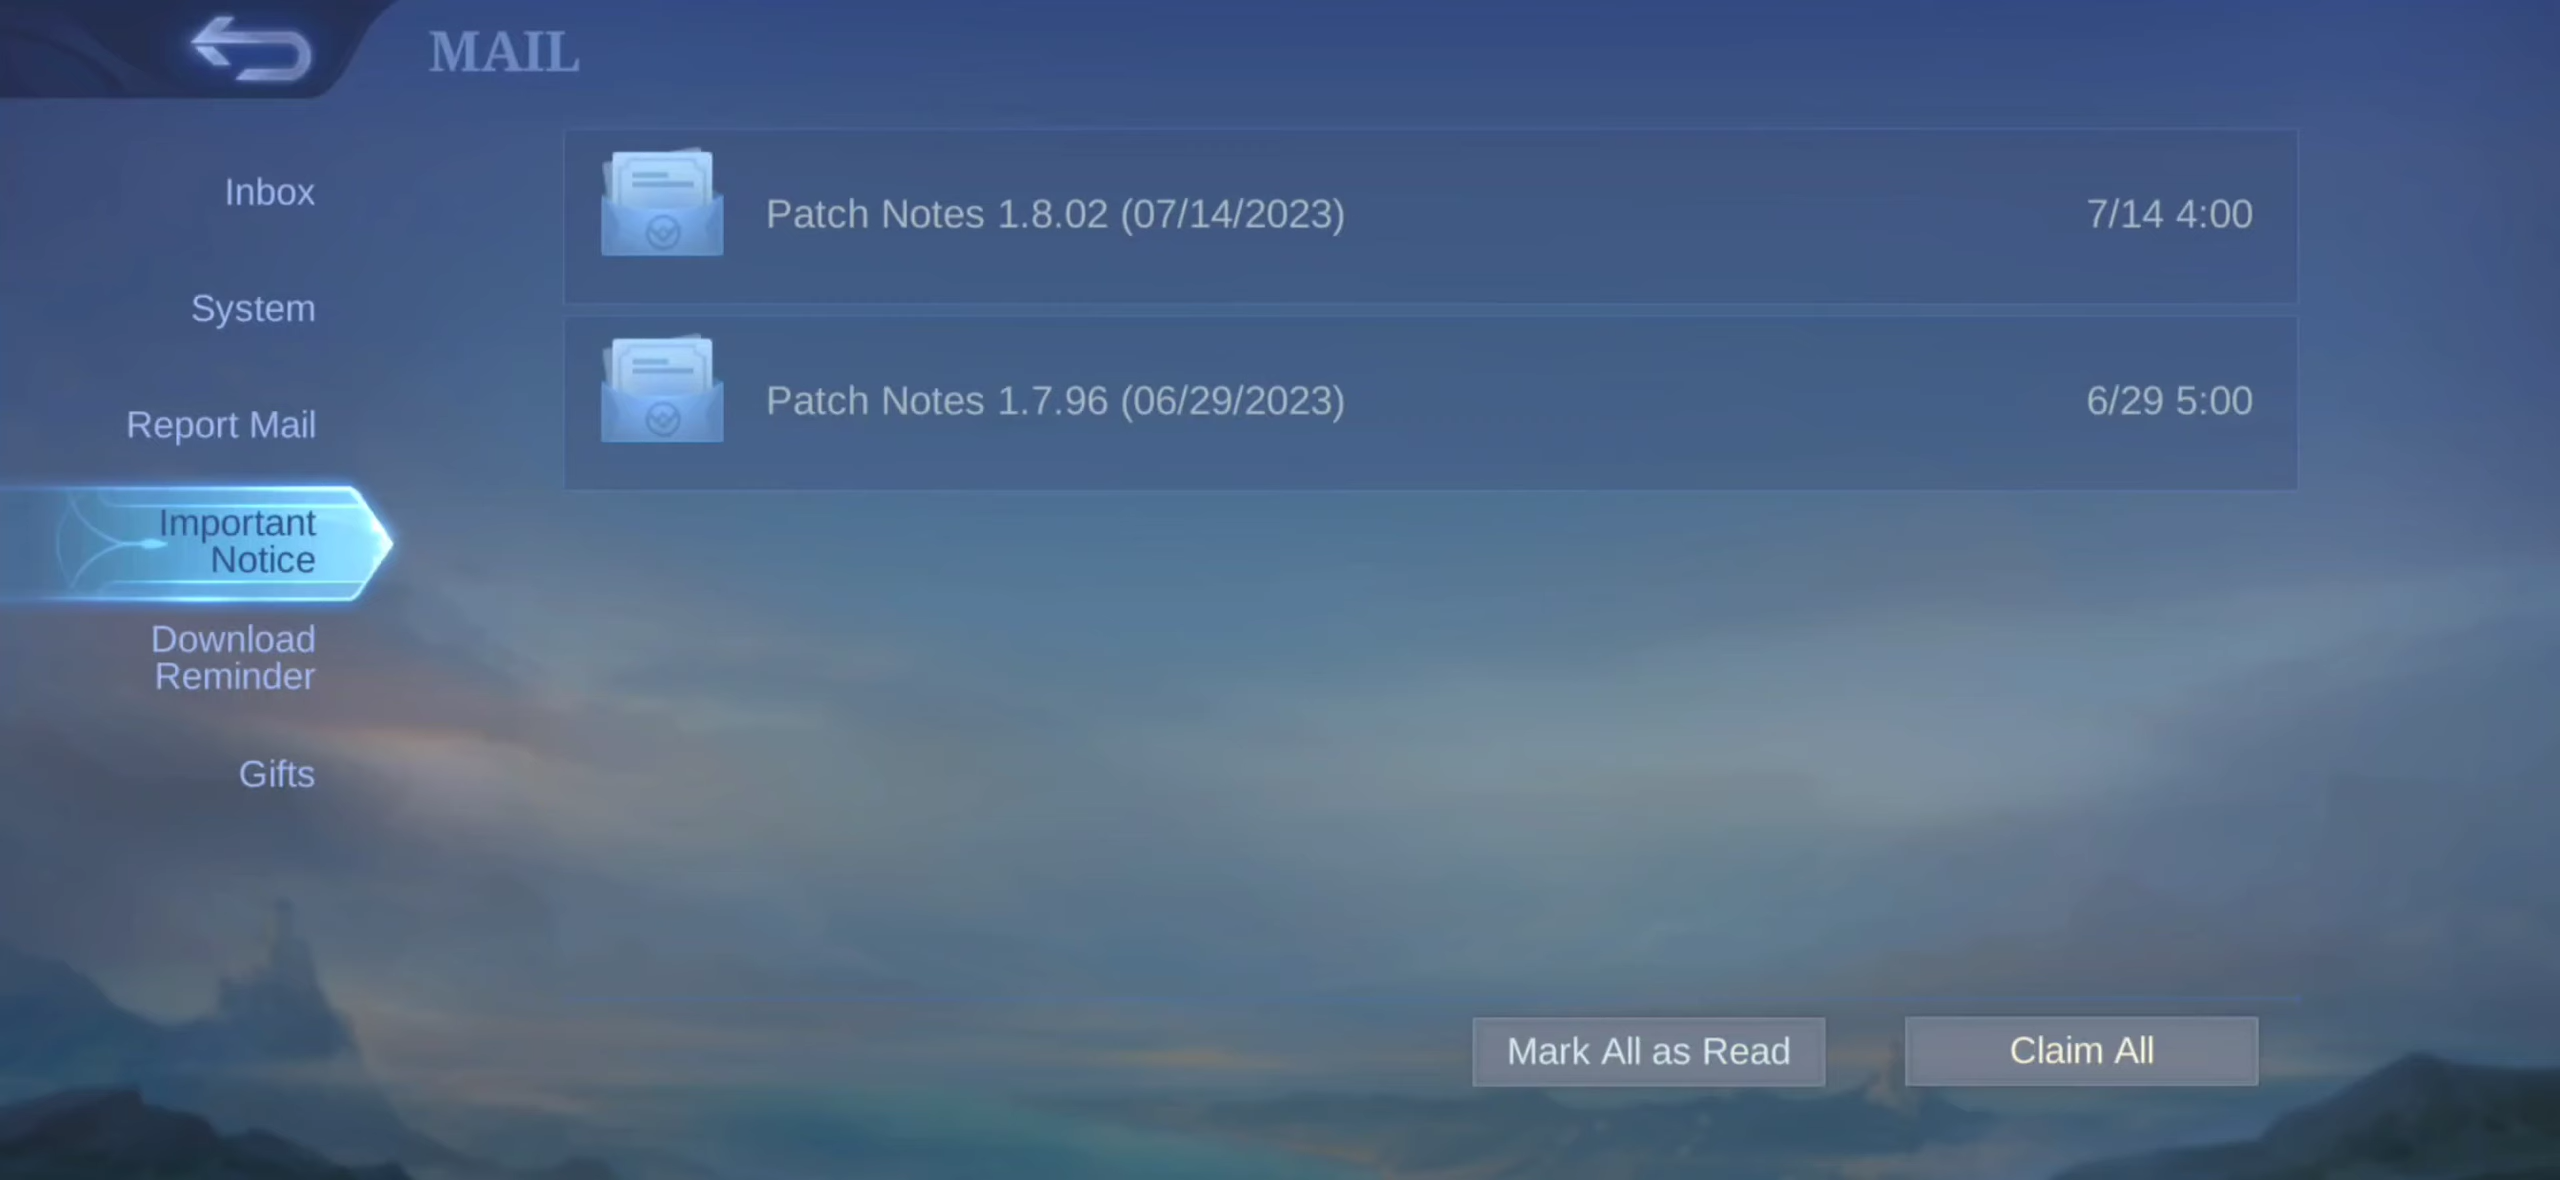 MAIL
Inbox
System
Report Mail
Important
Notice
Download
Reminder
Gifts
Patch Notes 1.8.02 (07/14/2023)
7/14 4:00
Patch Notes 1.7.96 (06/29/2023)
6/29 5:00
Mark All as Read
Claim All